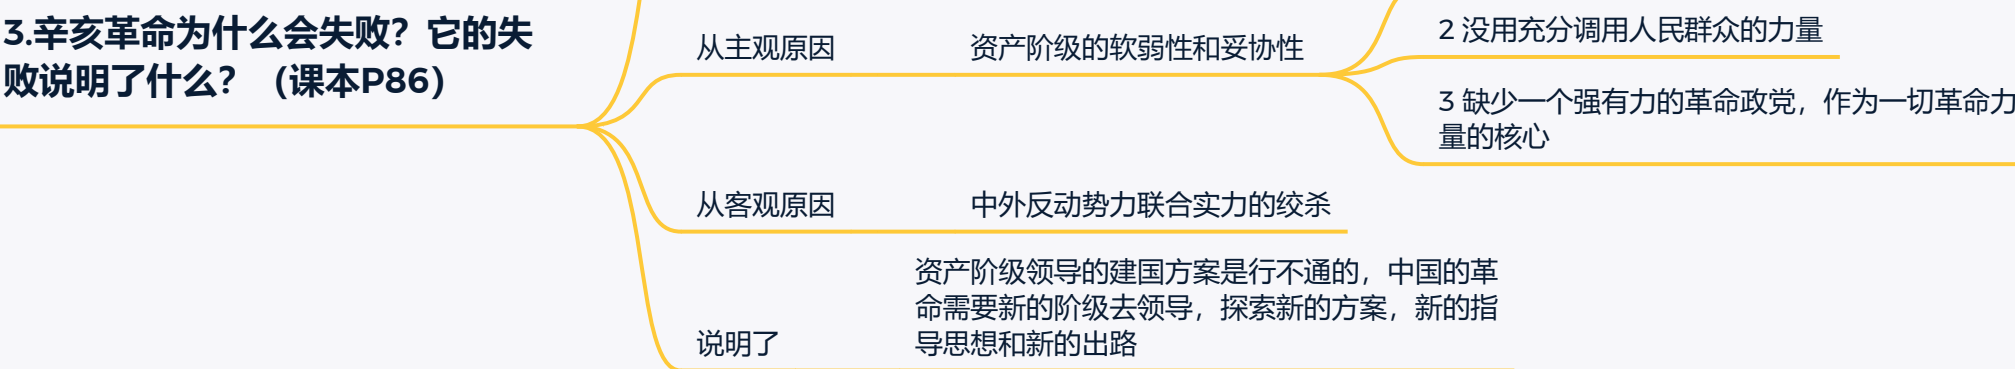 3.辛亥革命为什么会失败？它的失
败说明了什么？（课本P86）
从主观原因
资产阶级的软弱性和妥协性
2 没用充分调用人民群众的力量
3 缺少一个强有力的革命政党，作为一切革命力
量的核心
从客观原因
中外反动势力联合实力的绞杀
说明了
资产阶级领导的建国方案是行不通的，中国的革
命需要新的阶级去领导，探索新的方案，新的指
导思想和新的出路